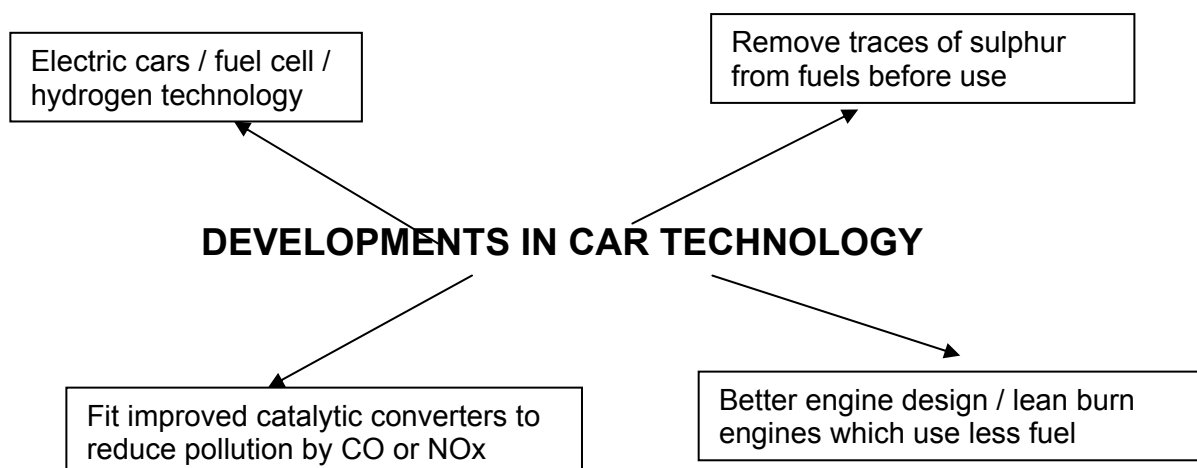 Electric cars / fuel cell /
hydrogen technology
Remove traces of sulphur
from fuels before use
DEVELOPMENTS IN CAR TECHNOLOGY
Fit improved catalytic converters to
reduce pollution by CO or NOx
Better engine design / lean burn
engines which use less fuel